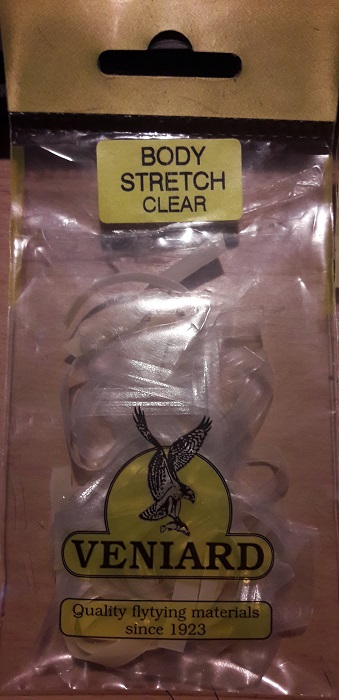 BODY
STRETCH
CLEAR
VENIARD
Quality flytying materials
since 1923